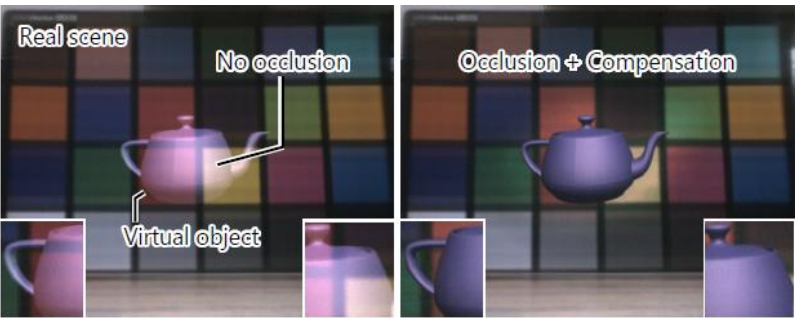 Real scene
No occlusion
Virtual object
Occlusion + Compensation